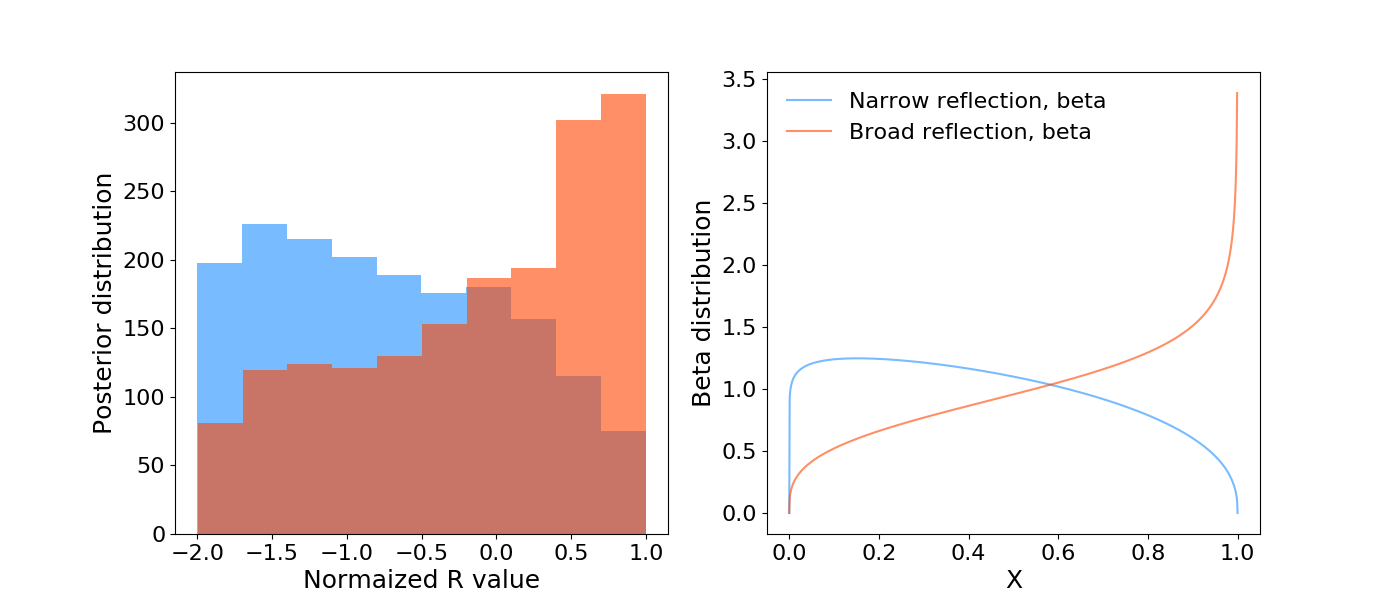 Posterior distribution
300
250
200
150
100
50
0
−2.0 −1.5 −1.0 −0.5 0.0 0.5 1.0
Normaized R value
Beta distribution
3.5
3.0
2.5
2.0
1.5
1.0
0.5
0.0
0.0 0.2 0.4 0.6 0.8 1.0
X
Narrow reflection, beta
Broad reflection, beta